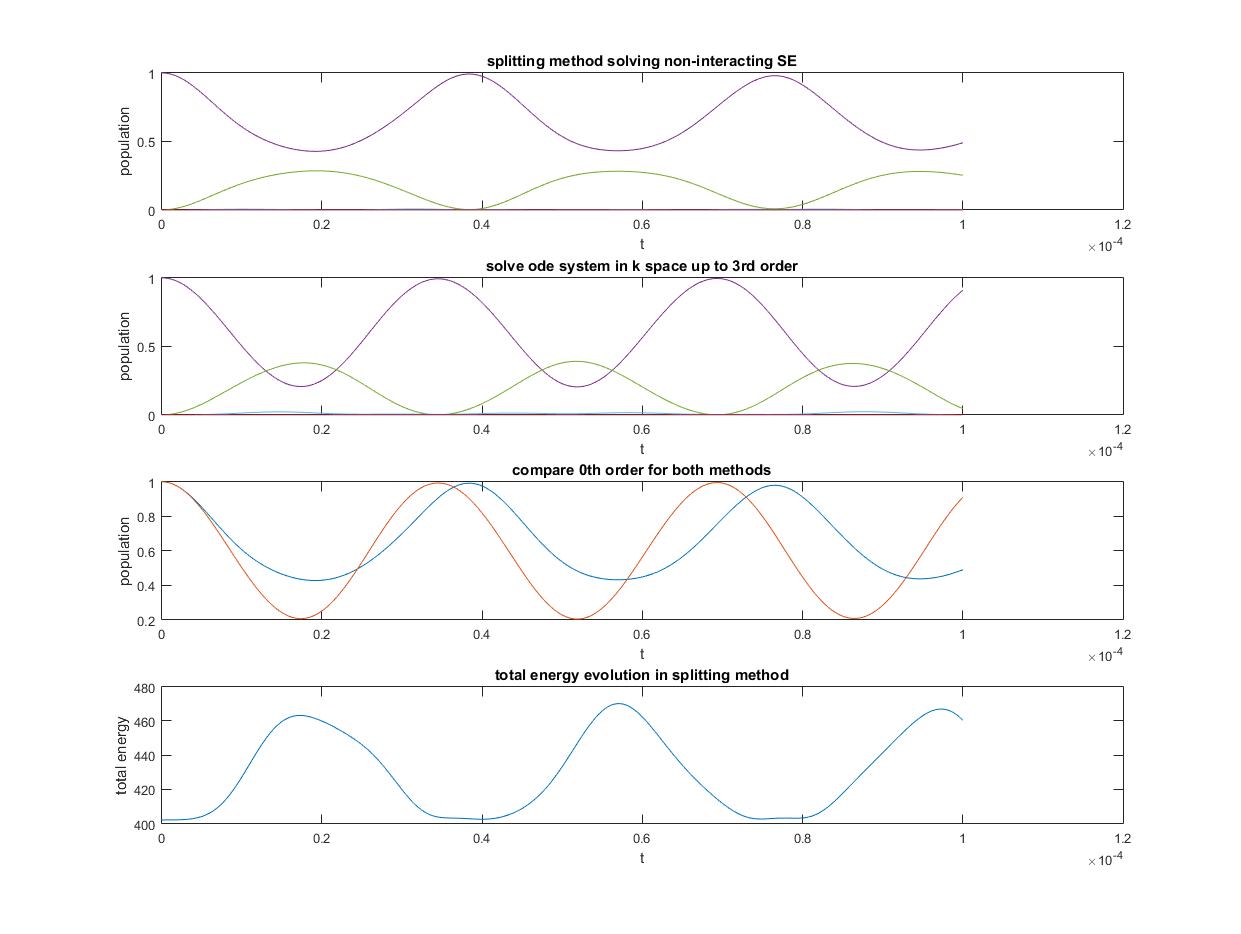 splitting method solving non-interacting SE
population
1
0.5
0
0 0.2 0.4 0.6 0.8 1 1.2
t
×10-4
solve ode system in k space up to 3rd order
population
1
0.5
0
0 0.2 0.4 0.6 0.8 1 1.2
t
×10-4
compare 0th order for both methods
population
1
0.8
0.6
0.4
0.2
0 0.2 0.4 0.6 0.8 1 1.2
t
×10-4
total energy evolution in splitting method
total energy
480
460
440
420
400
0 0.2 0.4 0.6 0.8 1 1.2
t
×10-4